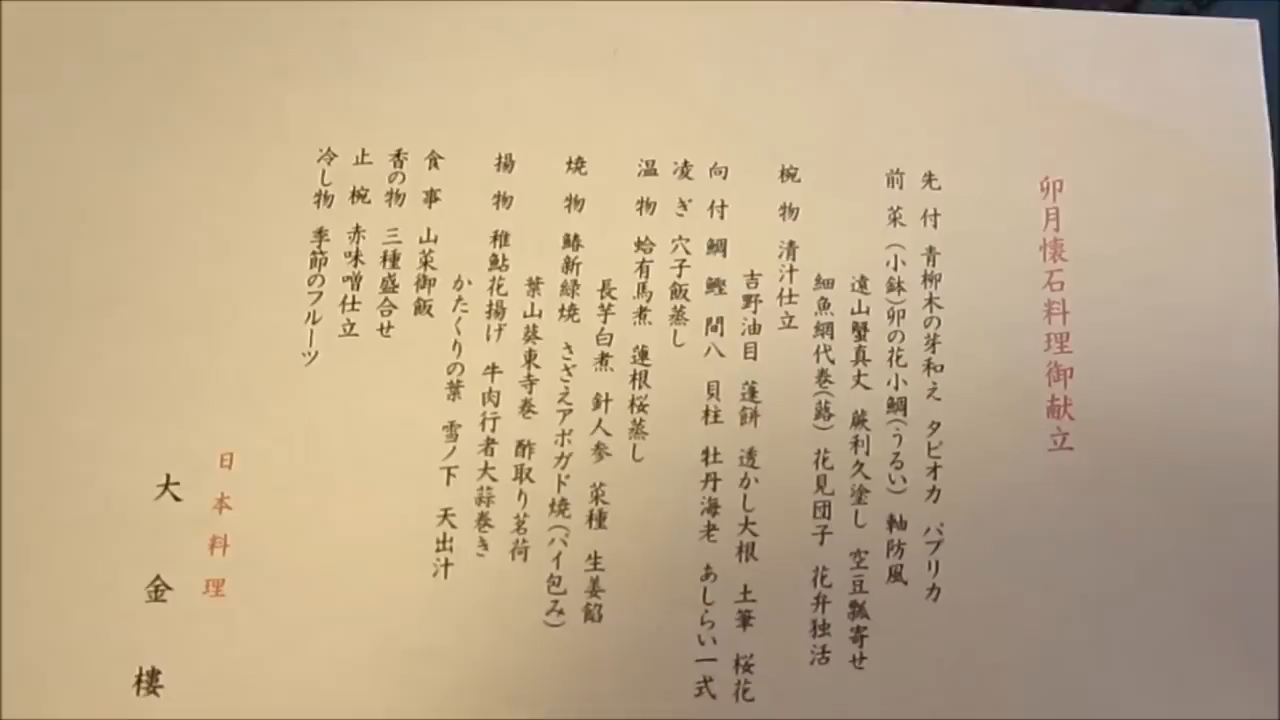 卯月懐石料理御献立
先付 青柳木の芽和え タピオカ パプリカ
前菜 (小鉢)卯の花小鯛(うるい) 軸防風
遠山蟹真丈 蕨利久塗し 空豆瓢寄せ
細魚網代巻(蕗) 花見団子 花弁独活
椀物 清汁仕立
吉野油目 蓬餅 透かし大根 土筆 桜花
向付 鯛 鰹 間八 貝柱 牡丹海老 あしらい一式
凌ぎ 穴子飯蒸し
温物 蛤有馬煮 蓮根桜蒸し
長芋白煮 針人参 菜種 生姜餡
焼物 鰆新緑焼 さざえアボガド焼(パイ包み)
葉山葵東寺巻 酢取り茗荷
揚物 稚鮎花揚げ 牛肉行者大蒜巻き
かたくりの葉 雪ノ下 天出汁
食事 山菜御飯
香の物 三種盛合せ
止椀 赤味噌仕立
冷し物 季節のフルーツ
日本料理
大金樓